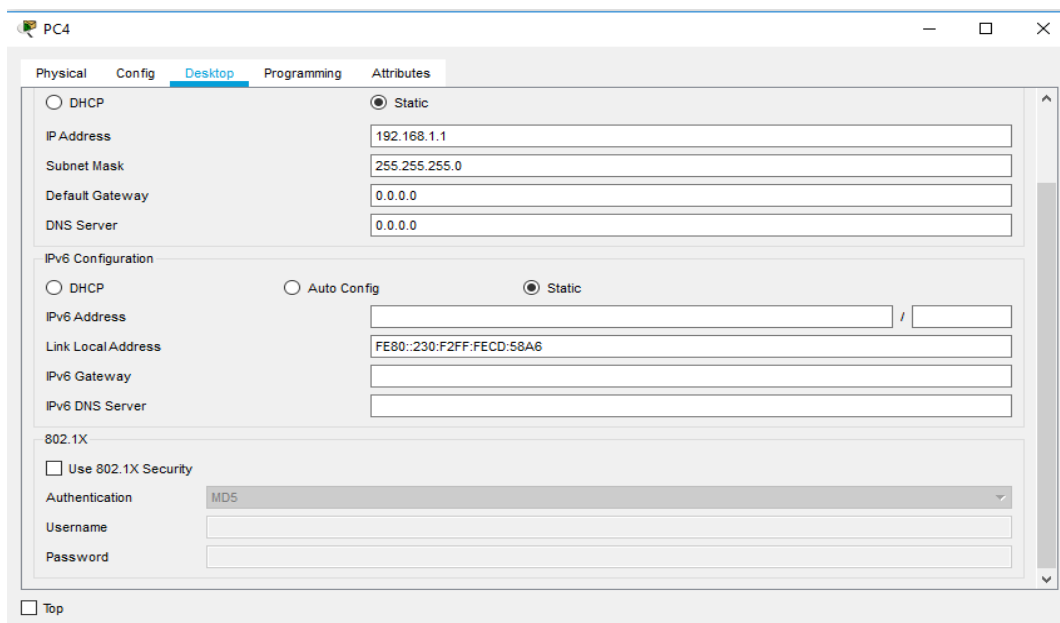 PC4
Physical Config Desktop Programming Attributes
DHCP Static
IP Address 192.168.1.1
Subnet Mask 255.255.255.0
Default Gateway 0.0.0.0
DNS Server 0.0.0.0
IPv6 Configuration
DHCP Auto Config Static
IPv6 Address /
Link Local Address FE80::230:F2FF:FECD:58A6
IPv6 Gateway
IPv6 DNS Server
802.1X
Use 802.1X Security
Authentication MD5
Username
Password
Top